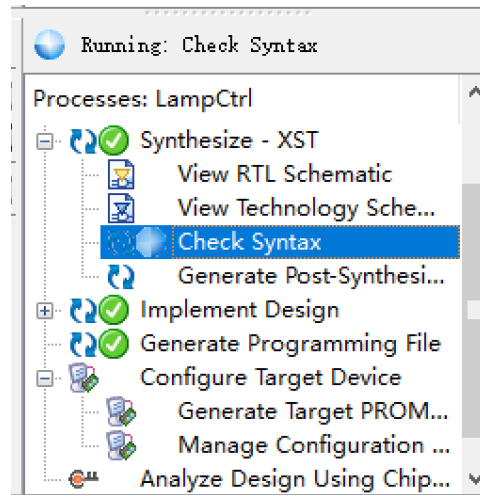 Running: Check Syntax
Processes: LampCtrl
Synthesize - XST
View RTL Schematic
View Technology Sche...
Check Syntax
Generate Post-Synthesi...
Implement Design
Generate Programming File
Configure Target Device
Generate Target PROM...
Manage Configuration ...
Analyze Design Using Chip...